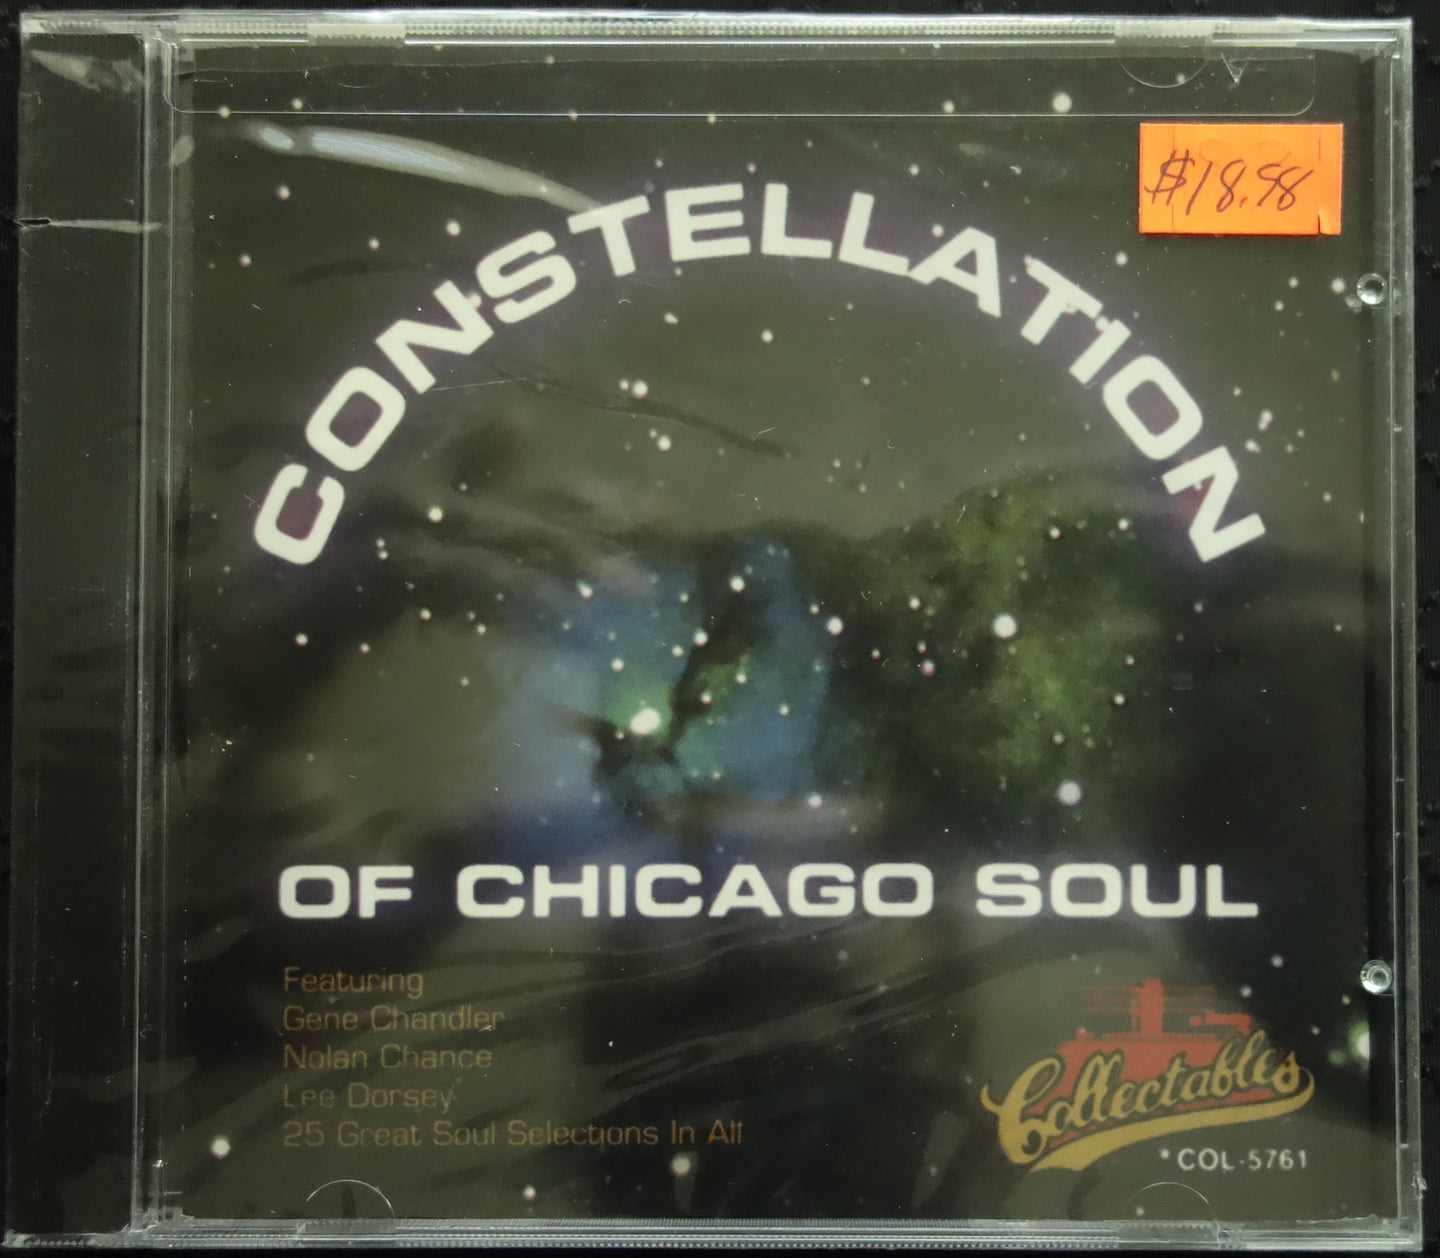 $18.98
CONSTELLATION
OF CHICAGO SOUL
Featuring
Gene Chandler
Nolan Chance
Lee Dorsey
25 Great Soul Selections In All
Collectables
COL-5761